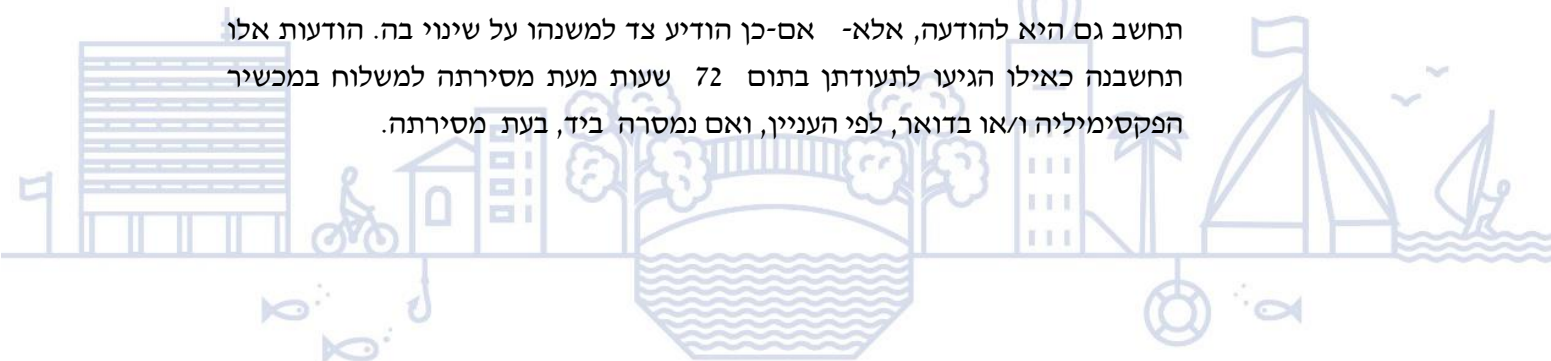 תחשב גם היא להודעה, אלא- אם-כן הודיע צד למשנהו על שינוי בה. הודעות אלו
תחשבנה כאילו הגיעו לתעודתן בתום 72 שעות מעת מסירתה למשלוח במכשיר
הפקסימיליה ו/או בדואר, לפי העניין, ואם נמסרה ביד, בעת מסירתה.